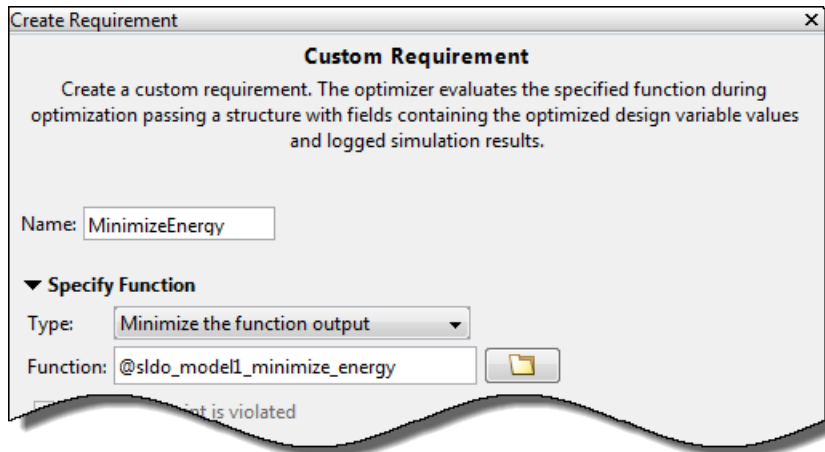 Create Requirement
Custom Requirement
Create a custom requirement. The optimizer evaluates the specified function during
optimization passing a structure with fields containing the optimized design variable values
and logged simulation results.
Name: MinimizeEnergy
Specify Function
Type: Minimize the function output
Function: @sldo_model1_minimize_energy
is violated